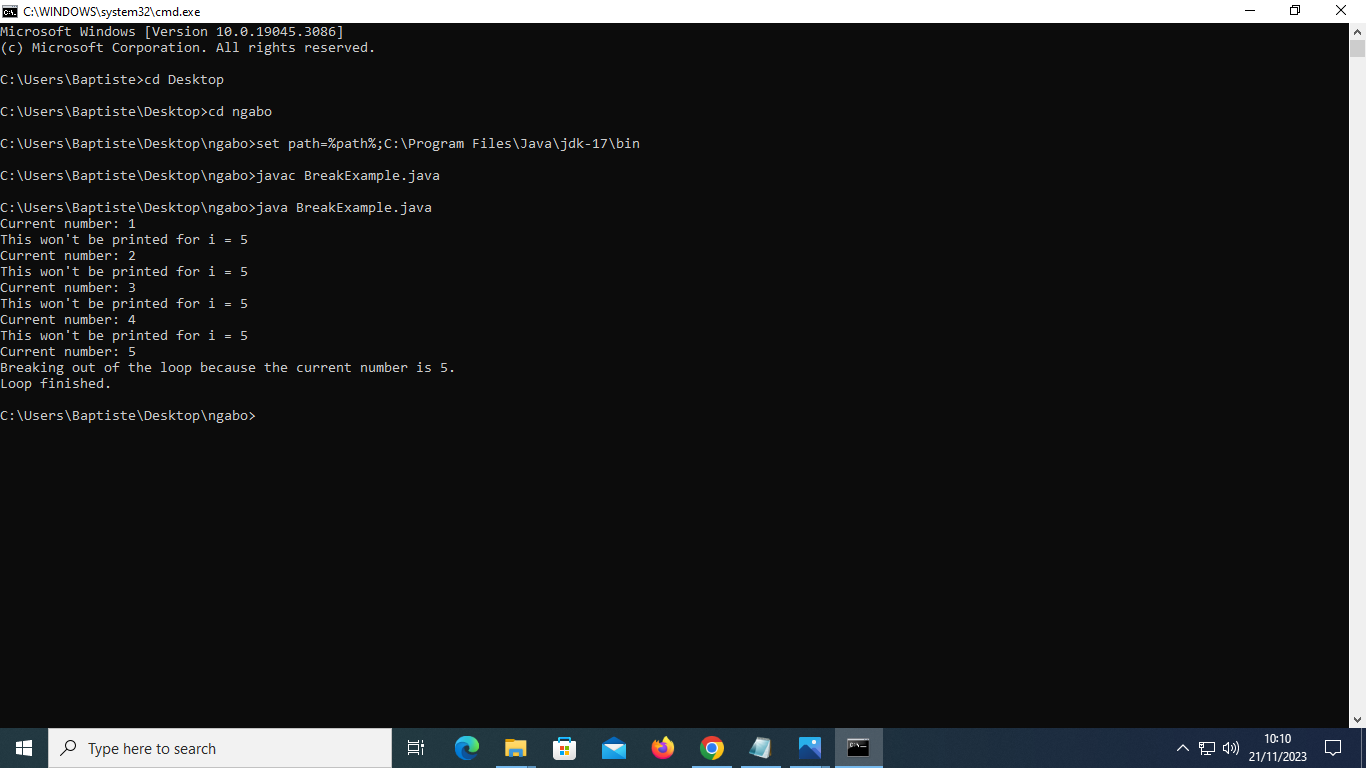 C:\WINDOWS\system32\cmd.exe
Microsoft Windows [Version 10.0.19045.3086]
(c) Microsoft Corporation. All rights reserved.
C:\Users\Baptiste>cd Desktop
C:\Users\Baptiste\Desktop>cd ngabo
C:\Users\Baptiste\Desktop\ngabo>set path=%path%;C:\Program Files\Java\jdk-17\bin
C:\Users\Baptiste\Desktop\ngabo>javac BreakExample.java
C:\Users\Baptiste\Desktop\ngabo>java BreakExample.java
Current number: 1
This won't be printed for i = 5
Current number: 2
This won't be printed for i = 5
Current number: 3
This won't be printed for i = 5
Current number: 4
This won't be printed for i = 5
Current number: 5
Breaking out of the loop because the current number is 5.
Loop finished.
C:\Users\Baptiste\Desktop\ngabo>
Type here to search
10:10
21/11/2023